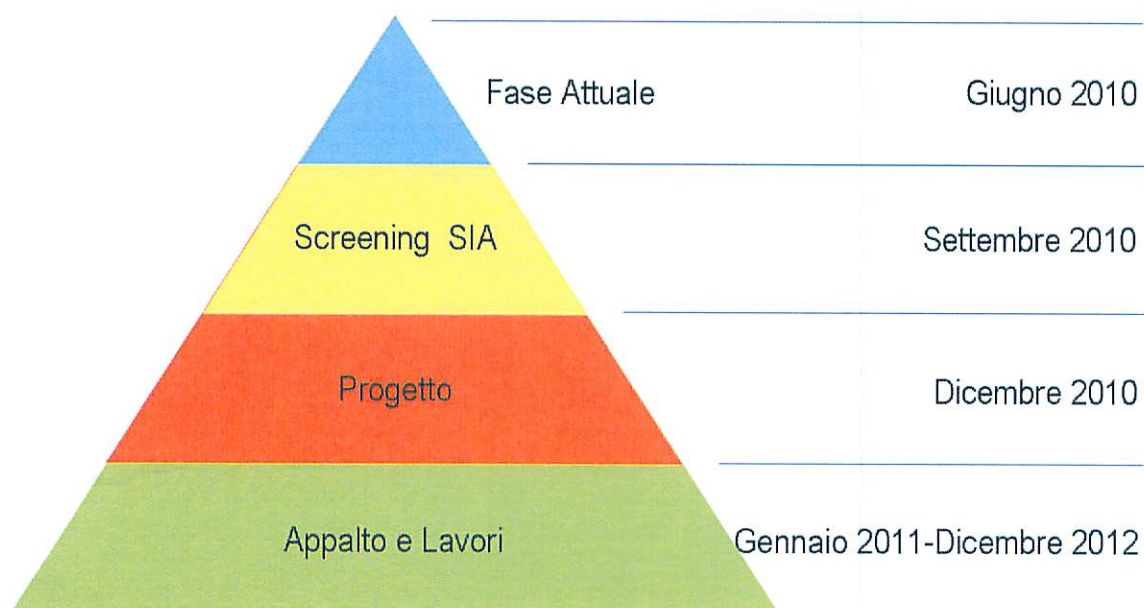 Fase Attuale Giugno 2010
Screening SIA Settembre 2010
Progetto Dicembre 2010
Appalto e Lavori Gennaio 2011-Dicembre 2012